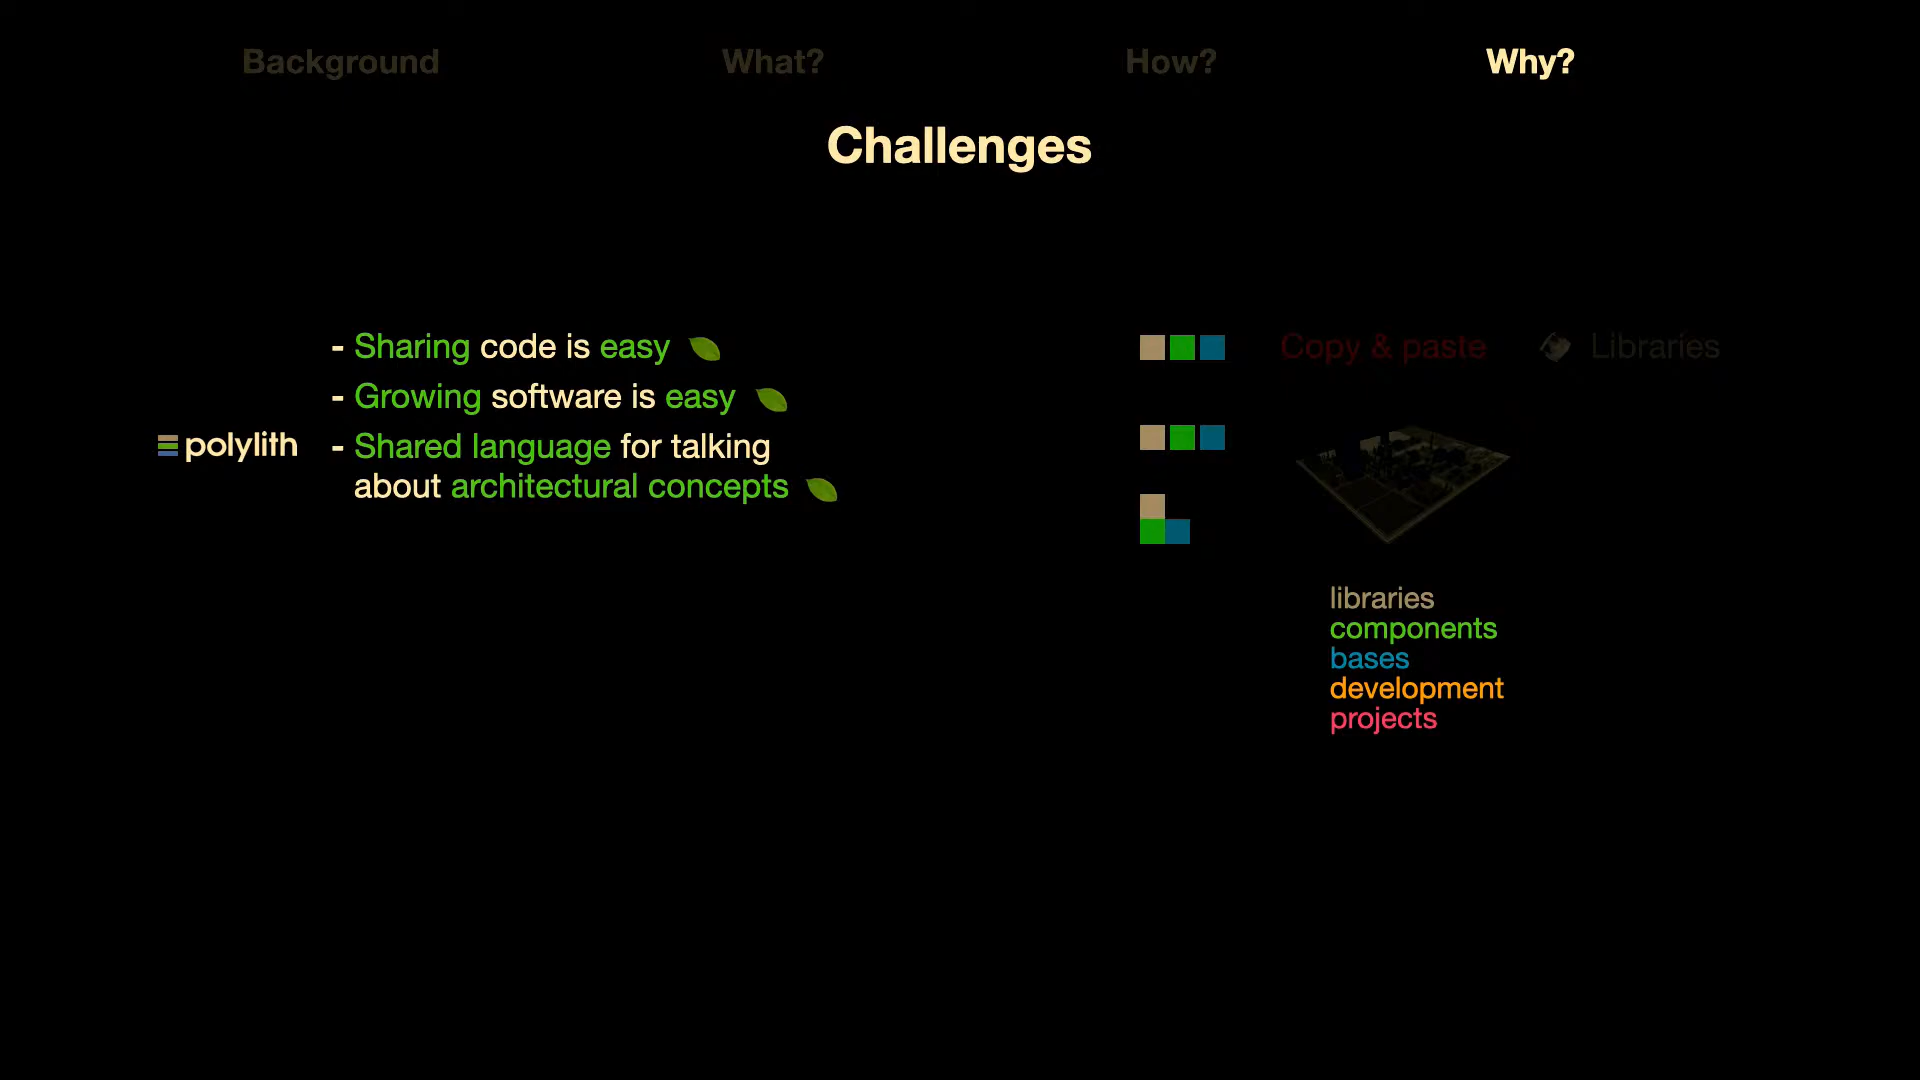 Background What? How? Why?
Challenges
- Sharing code is easy
Copy & paste Libraries
- Growing software is easy
polylith
- Shared language for talking
about architectural concepts
libraries
components
bases
development
projects